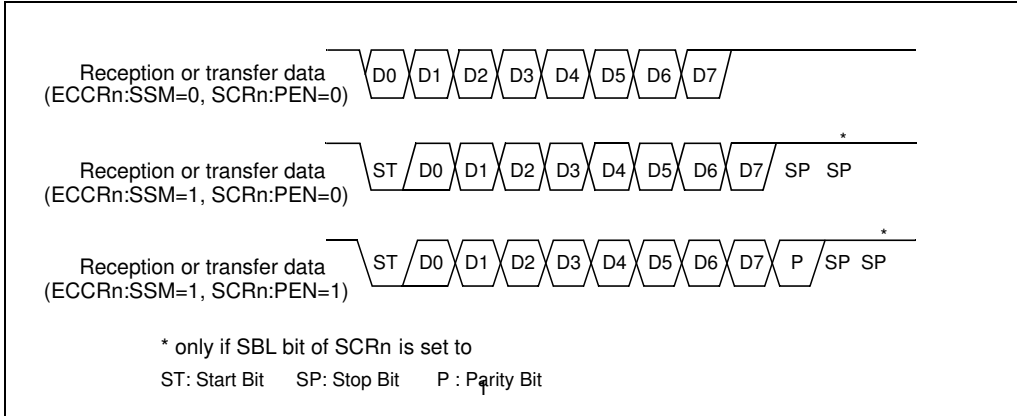 Reception or transfer data
(ECCRn:SSM=0, SCRn:PEN=0)
D0 D1 D2 D3 D4 D5 D6 D7
*
Reception or transfer data
(ECCRn:SSM=1, SCRn:PEN=0)
ST D0 D1 D2 D3 D4 D5 D6 D7 SP SP
*
Reception or transfer data
(ECCRn:SSM=1, SCRn:PEN=1)
ST D0 D1 D2 D3 D4 D5 D6 D7 P SP SP
* only if SBL bit of SCRn is set to
1
ST: Start Bit SP: Stop Bit P : Parity Bit